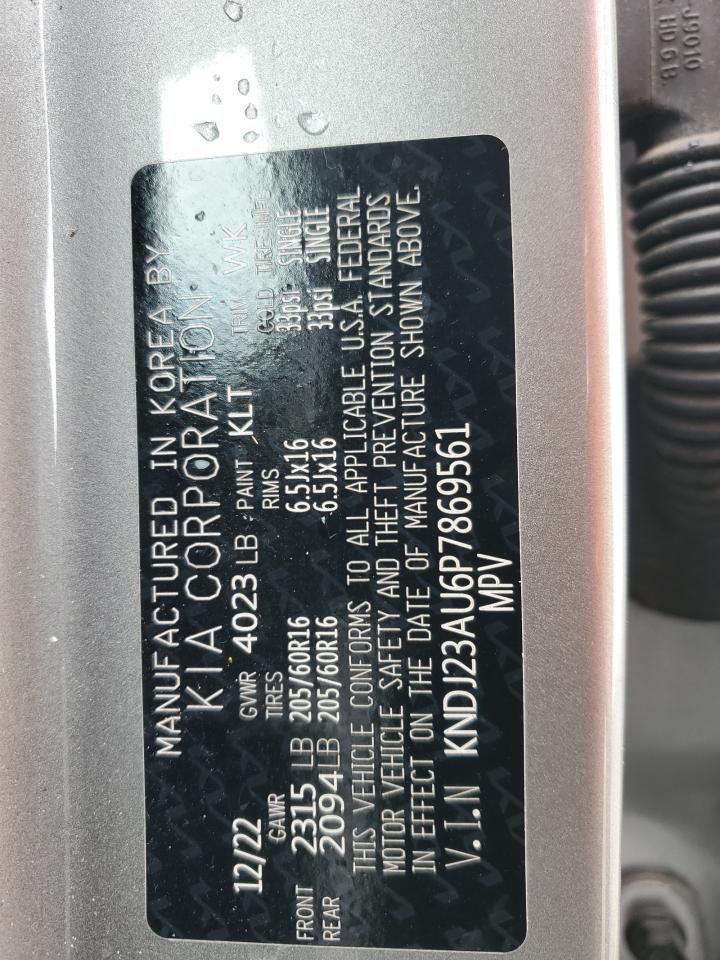 MANUFACTURED IN KOREA BY
KIA CORPORATION
12/22 GVWR 4023 LB PAINT KLT TRIM WK
GAWR TIRES RIMS COLD TIRE INFL
FRONT 2315 LB 205/60R16 6.5Jx16 33psi SINGLE
REAR 2094 LB 205/60R16 6.5Jx16 33psi SINGLE
THIS VEHICLE CONFORMS TO ALL APPLICABLE U.S.A. FEDERAL
MOTOR VEHICLE SAFETY AND THEFT PREVENTION STANDARDS
IN EFFECT ON THE DATE OF MANUFACTURE SHOWN ABOVE.
V.I.N KNDJ23AU6P7869561
MPV
J9010
HD G.B.